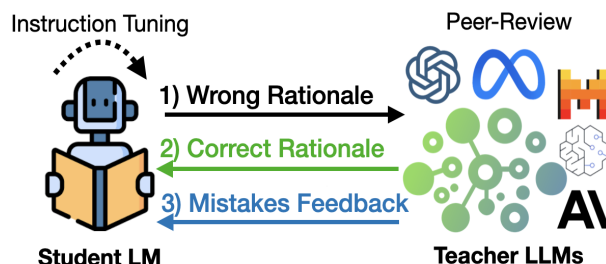 Instruction Tuning
Peer-Review
1) Wrong Rationale
2) Correct Rationale
3) Mistakes Feedback
Student LM
Teacher LLMs